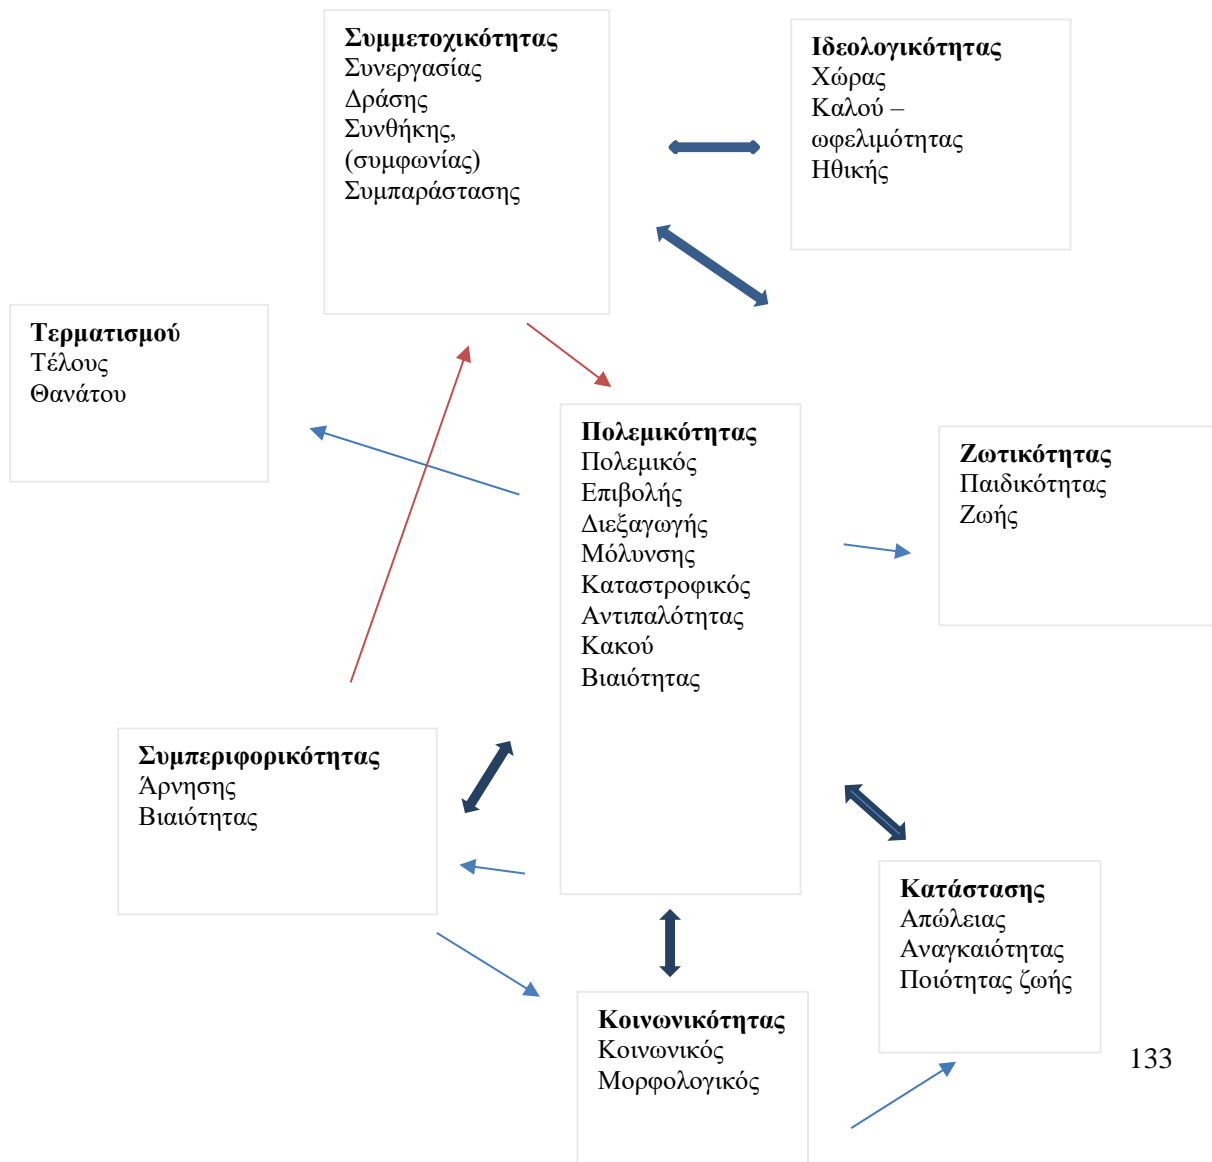 Συμμετοχικότητας
Συνεργασίας
Δράσης
Συνθήκης,
(συμφωνίας)
Συμπαράστασης
Ιδεολογικότητας
Χώρας
Καλού –
ωφελιμότητας
Ηθικής
Τερματισμού
Τέλους
Θανάτου
Πολεμικότητας
Πολεμικός
Επιβολής
Διεξαγωγής
Μόλυνσης
Καταστροφικός
Αντιπαλότητας
Κακού
Βιαιότητας
Ζωτικότητας
Παιδικότητας
Ζωής
Συμπεριφορικότητας
Άρνησης
Βιαιότητας
Κατάστασης
Απώλειας
Αναγκαιότητας
Ποιότητας ζωής
Κοινωνικότητας
Κοινωνικός
Μορφολογικός
133